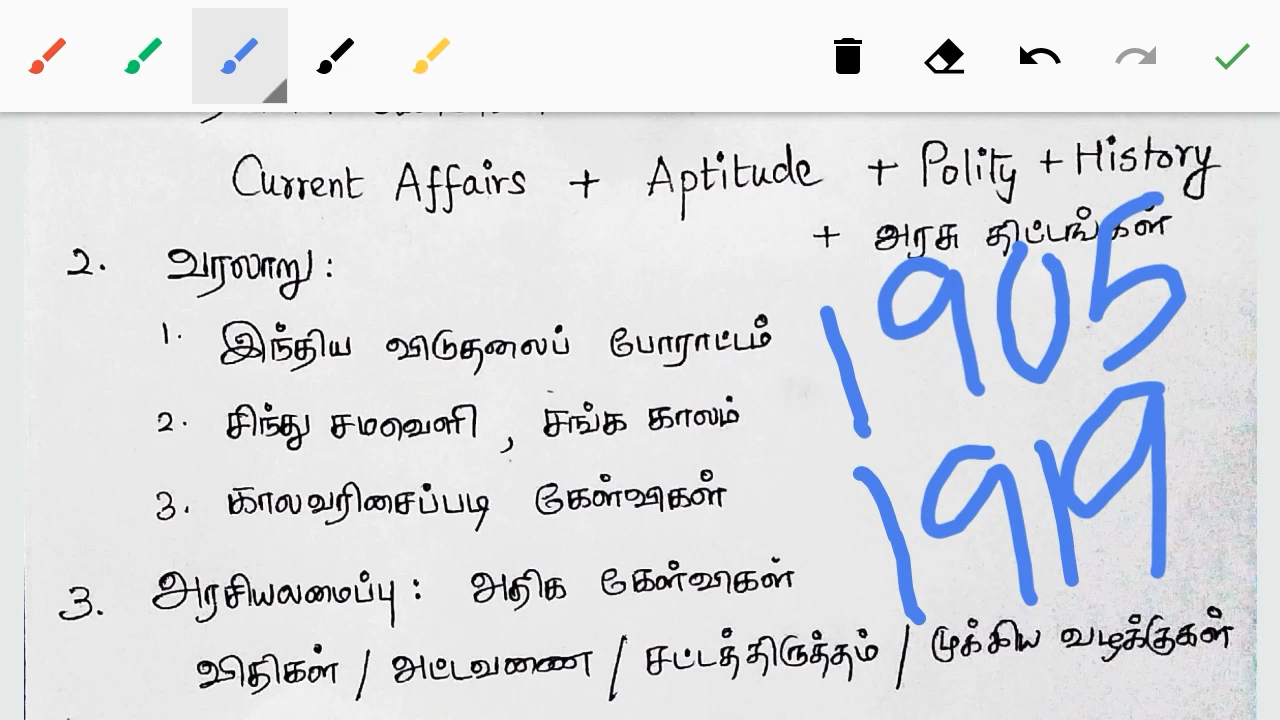 Current Affairs + Aptitude + Polity + History
+ அரசு திட்டங்கள்
2. வரலாறு :
1. இந்திய விடுதலைப் போராட்டம்
1905
2. சிந்து சமவெளி , சங்க காலம்
3. காலவரிசைப்படி கேள்விகள்
1919
3. அரசியலமைப்பு : அதிக கேள்விகள்
விதிகள் / அட்டவணை / சட்டத்திருத்தம் / முக்கிய வழக்குகள்